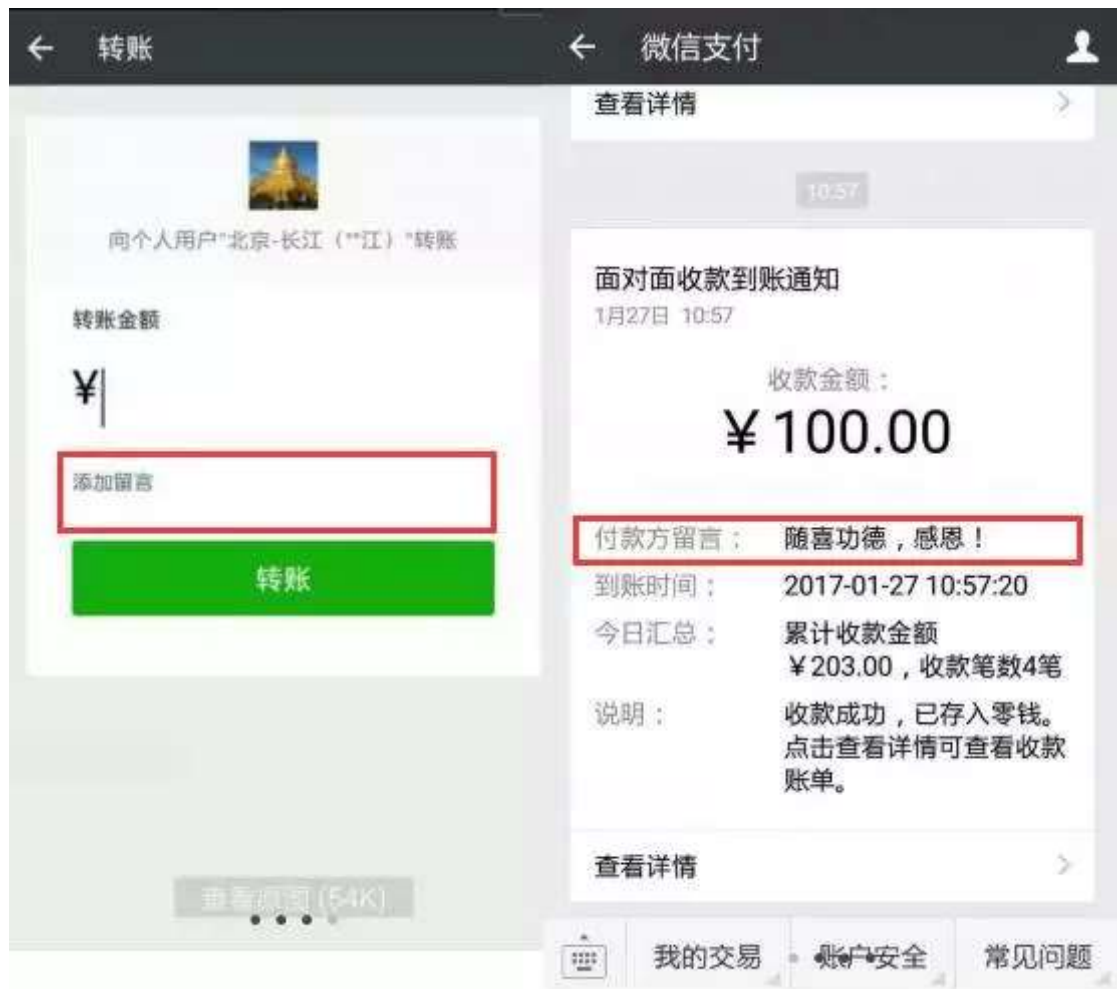 转账
向个人用户"北京-长江（**江）"转账
转账金额
¥
添加留言
转账
查看原图 (54K)
微信支付
查看详情
10:57
面对面收款到账通知
1月27日 10:57
收款金额：
¥100.00
付款方留言： 随喜功德，感恩！
到账时间： 2017-01-27 10:57:20
今日汇总： 累计收款金额
¥203.00，收款笔数4笔
说明： 收款成功，已存入零钱。
点击查看详情可查看收款
账单。
查看详情
我的交易 账户安全 常见问题